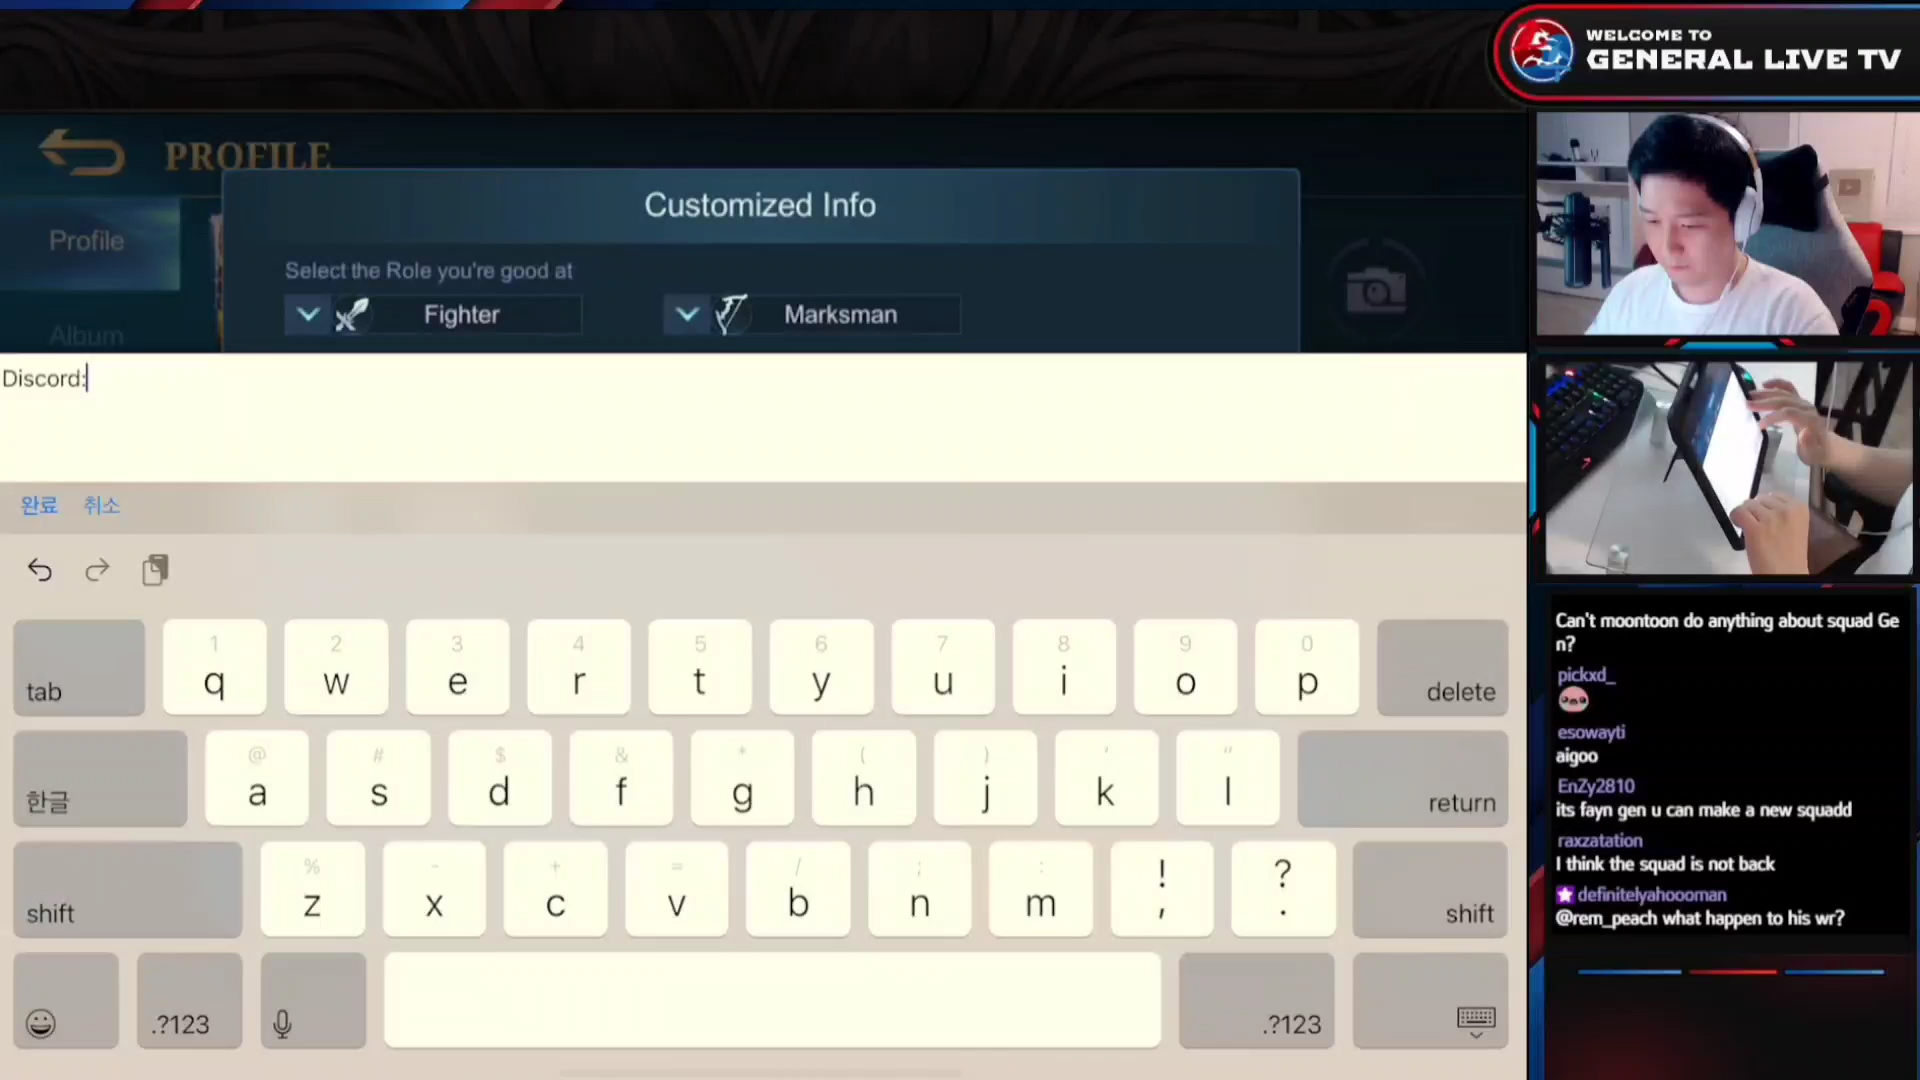 WELCOME TO
GENERAL LIVE TV
PROFILE
Customized Info
Profile
Select the Role you're good at
Fighter
Marksman
Album
Discord:
완료 취소
1 2 3 4 5 6 7 8 9 0
tab q w e r t y u i o p delete
@ # $ & * ( ) ' "
한글 a s d f g h j k l return
% - + = / ; : ! ?
shift z x c v b n m , . shift
.?123 .?123
Can't moontoon do anything about squad Ge
n?
pickxd_
esowayti
aigoo
EnZy2810
its fayn gen u can make a new squadd
raxzatation
I think the squad is not back
definitelyahoooman
@rem_peach what happen to his wr?